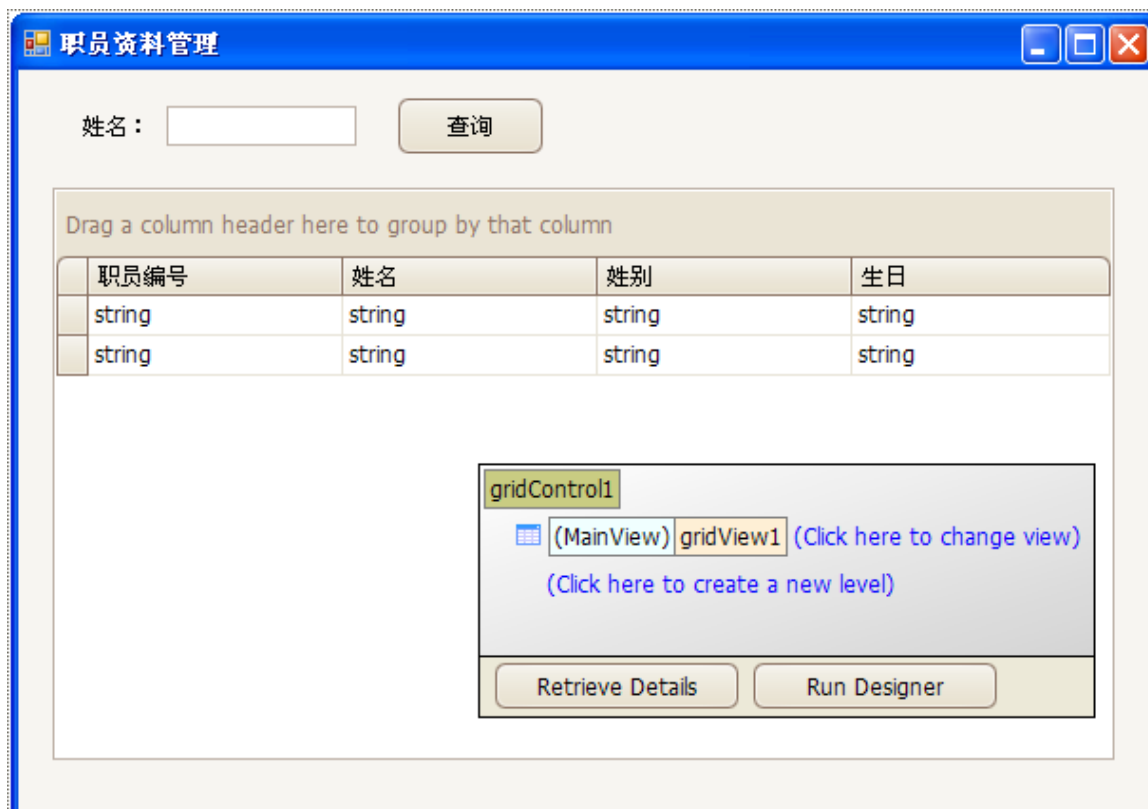 职员资料管理
姓名： 查询
Drag a column header here to group by that column
职员编号 姓名 姓别 生日
string string string string
string string string string
gridControl1
(MainView) gridView1 (Click here to change view)
(Click here to create a new level)
Retrieve Details Run Designer